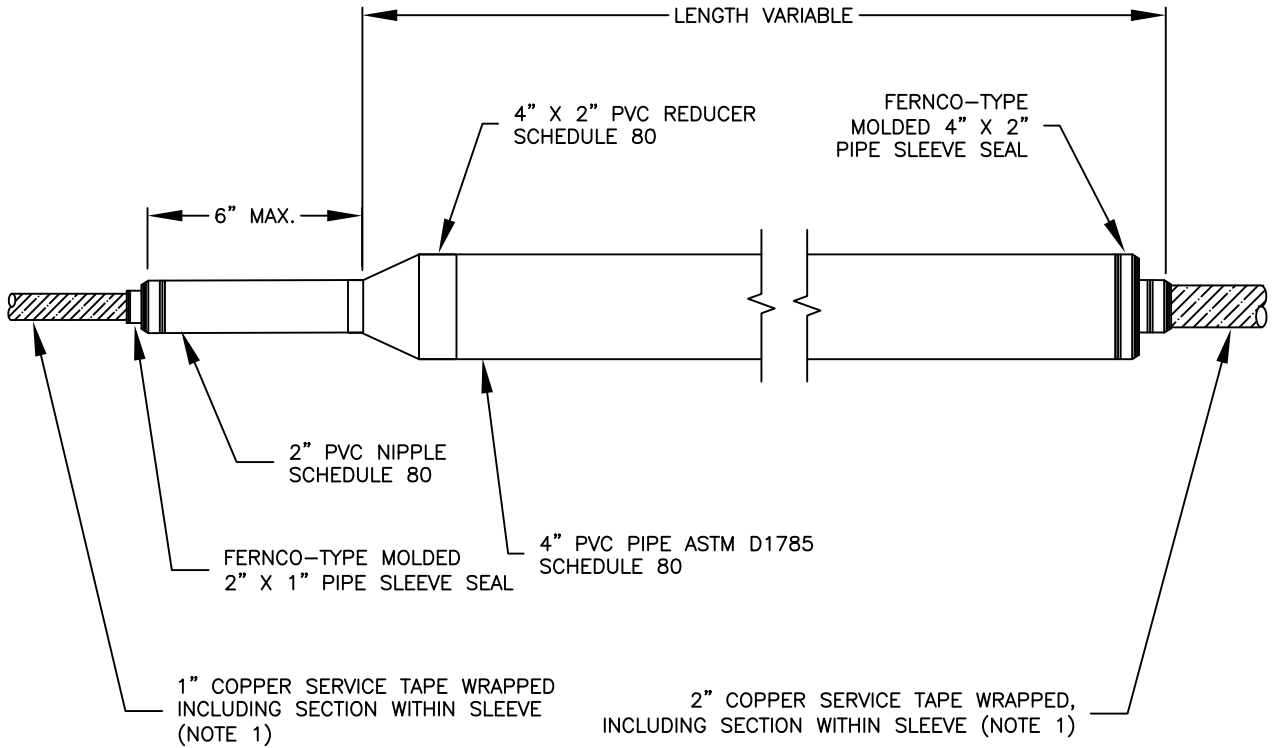 LENGTH VARIABLE
4” X 2” PVC REDUCER
SCHEDULE 80
FERNCO–TYPE
MOLDED 4” X 2”
PIPE SLEEVE SEAL
6” MAX.
2” PVC NIPPLE
SCHEDULE 80
FERNCO–TYPE MOLDED
2” X 1” PIPE SLEEVE SEAL
4” PVC PIPE ASTM D1785
SCHEDULE 80
1” COPPER SERVICE TAPE WRAPPED
INCLUDING SECTION WITHIN SLEEVE
(NOTE 1)
2” COPPER SERVICE TAPE WRAPPED,
INCLUDING SECTION WITHIN SLEEVE (NOTE 1)